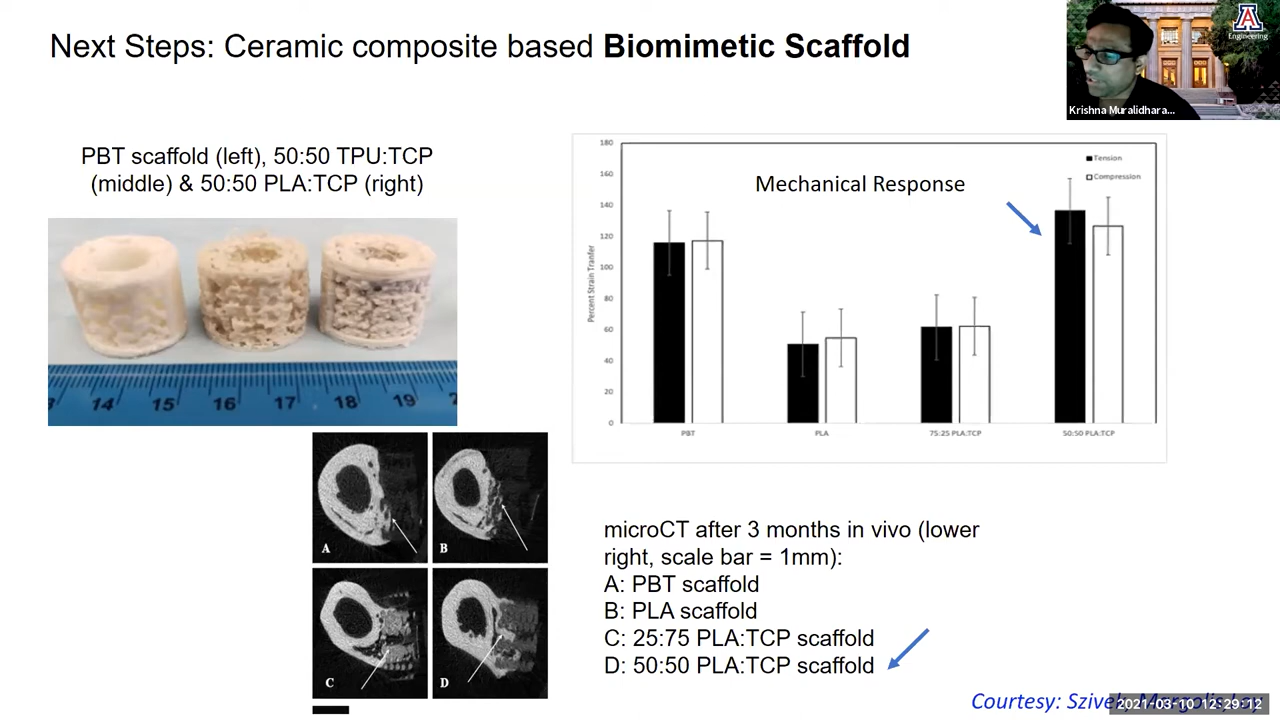 Next Steps: Ceramic composite based Biomimetic Scaffold
A
Engineering
Krishna Muralidhara...
PBT scaffold (left), 50:50 TPU:TCP
(middle) & 50:50 PLA:TCP (right)
14 15 16 17 18 19
Mechanical Response
Tension
Compression
Percent Strain Tranfer
180
160
140
120
100
80
60
40
20
0
PBT PLA 75:25 PLA:TCP 50:50 PLA:TCP
A B
C D
microCT after 3 months in vivo (lower
right, scale bar = 1mm):
A: PBT scaffold
B: PLA scaffold
C: 25:75 PLA:TCP scaffold
D: 50:50 PLA:TCP scaffold
Courtesy: Szivek, Margolis,
2021-03-10 12:29:12